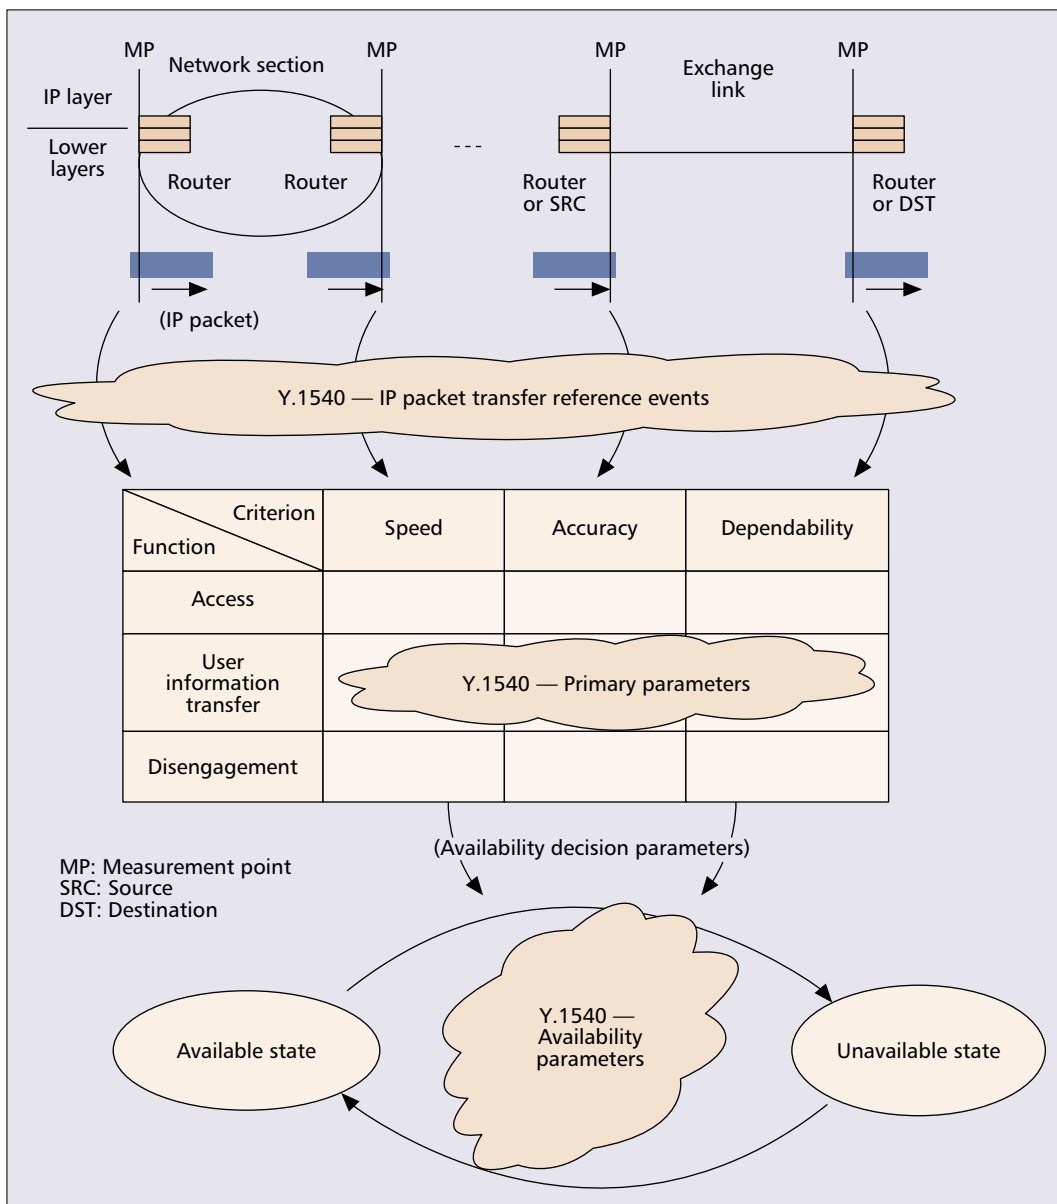 MP
MP
MP
MP
Network section
Exchange
link
IP layer
Lower
layers
Router
Router
---
Router
or SRC
Router
or DST
(IP packet)
Y.1540 — IP packet transfer reference events
Criterion
Function
Speed
Accuracy
Dependability
Access
User
information
transfer
Y.1540 — Primary parameters
Disengagement
(Availability decision parameters)
MP: Measurement point
SRC: Source
DST: Destination
Available state
Y.1540 —
Availability
parameters
Unavailable state